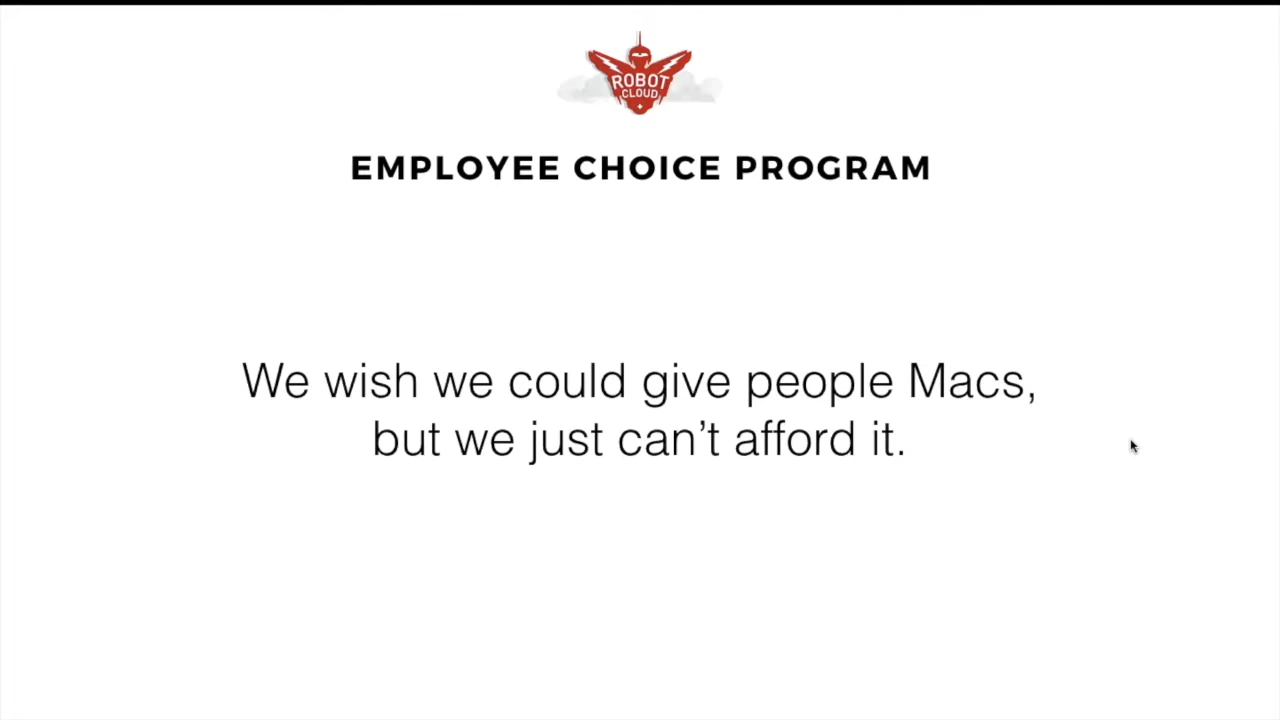 ROBOT
CLOUD
EMPLOYEE CHOICE PROGRAM
We wish we could give people Macs,
but we just can’t afford it.